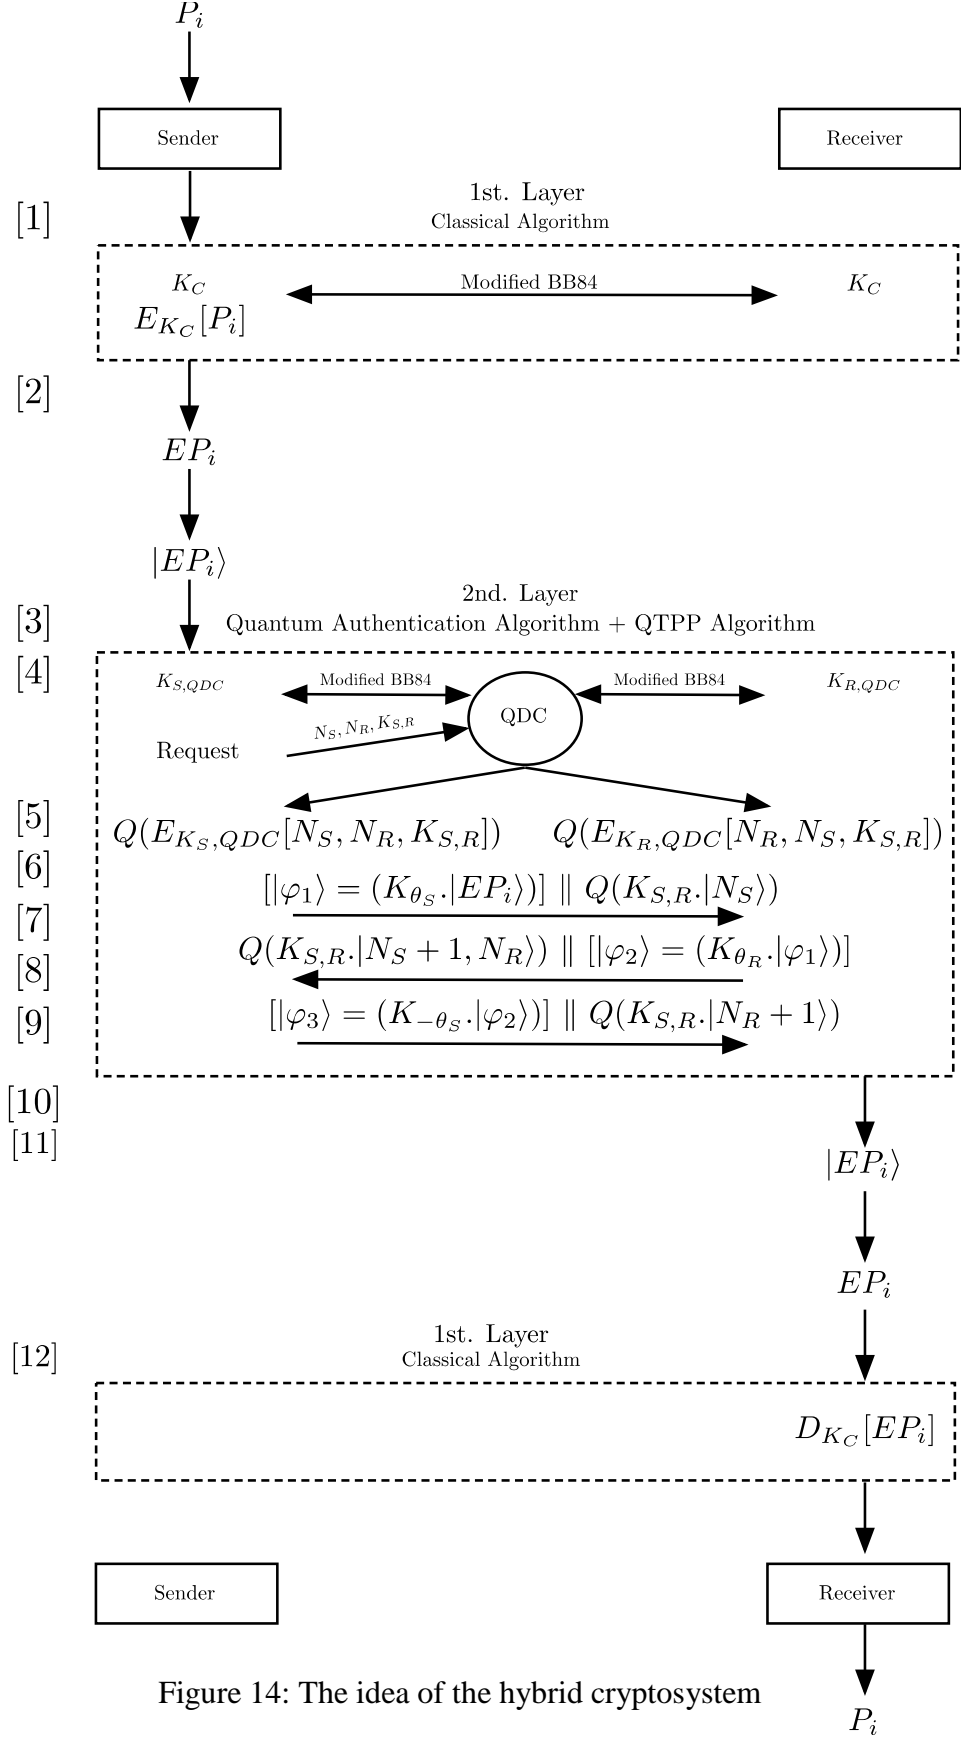 P_i
Sender Receiver
1st. Layer
[1] Classical Algorithm
K_C Modified BB84 K_C
E_{K_C}[P_i]
[2]
EP_i
|EP_i⟩
2nd. Layer
[3] Quantum Authentication Algorithm + QTPP Algorithm
[4] K_{S,QDC} Modified BB84 Modified BB84 K_{R,QDC}
QDC
N_S, N_R, K_{S,R}
Request
[5] Q(E_{K_S,QDC}[N_S, N_R, K_{S,R}]) Q(E_{K_R,QDC}[N_R, N_S, K_{S,R}])
[6]
[|φ_1⟩ = (K_{θ_S}.|EP_i⟩)] ∥ Q(K_{S,R}.|N_S⟩)
[7]
Q(K_{S,R}.|N_S + 1, N_R⟩) ∥ [|φ_2⟩ = (K_{θ_R}.|φ_1⟩)]
[8]
[9] [|φ_3⟩ = (K_{−θ_S}.|φ_2⟩)] ∥ Q(K_{S,R}.|N_R + 1⟩)
[10]
[11]
|EP_i⟩
EP_i
1st. Layer
[12] Classical Algorithm
D_{K_C}[EP_i]
Sender Receiver
Figure 14: The idea of the hybrid cryptosystem
P_i